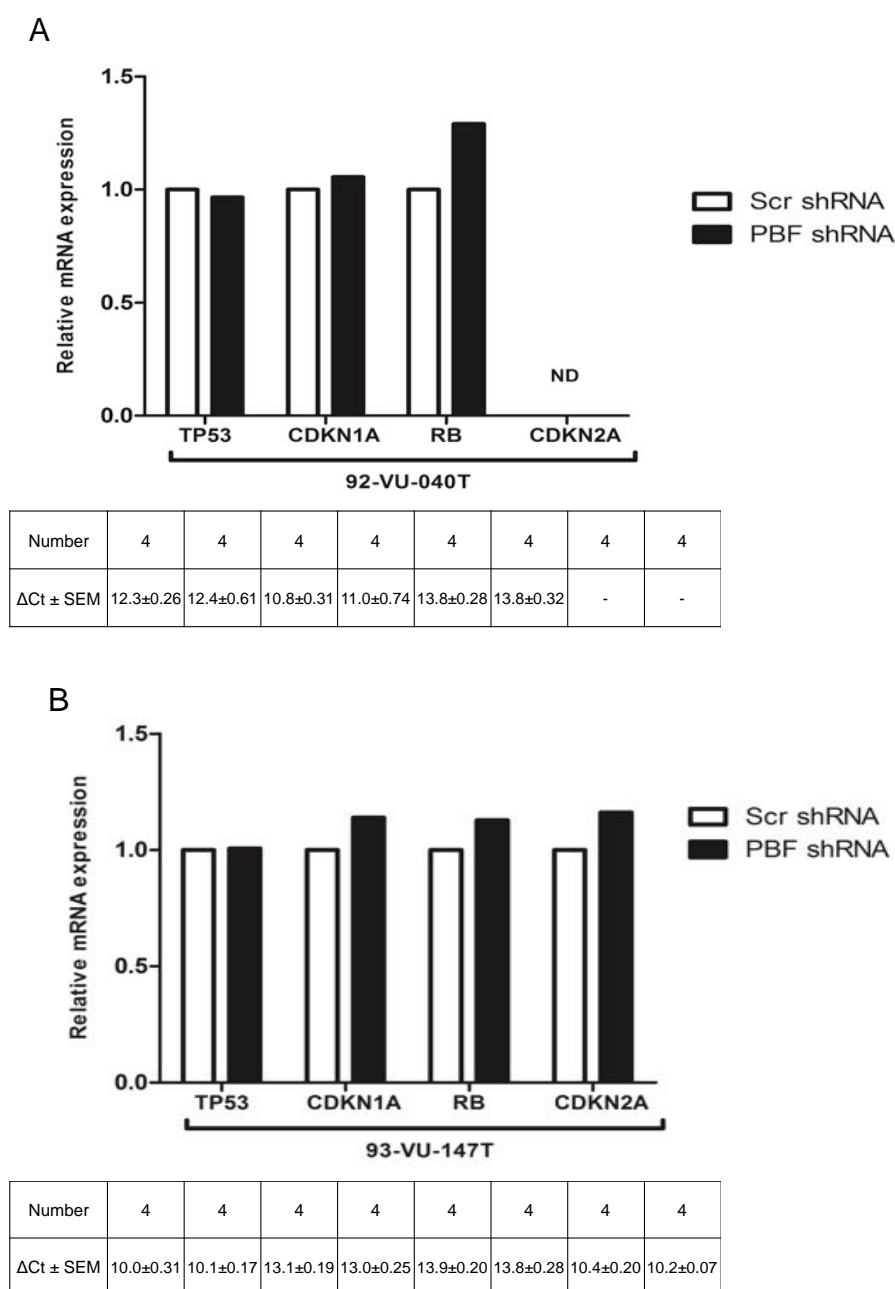 A
Relative mRNA expression
1.5
1.0
0.5
0.0
ND
TP53 CDKN1A RB CDKN2A
92-VU-040T
Scr shRNA
PBF shRNA
Number 4 4 4 4 4 4 4 4
ΔCt ± SEM 12.3±0.26 12.4±0.61 10.8±0.31 11.0±0.74 13.8±0.28 13.8±0.32 - -
B
Relative mRNA expression
1.5
1.0
0.5
0.0
TP53 CDKN1A RB CDKN2A
93-VU-147T
Scr shRNA
PBF shRNA
Number 4 4 4 4 4 4 4 4
ΔCt ± SEM 10.0±0.31 10.1±0.17 13.1±0.19 13.0±0.25 13.9±0.20 13.8±0.28 10.4±0.20 10.2±0.07